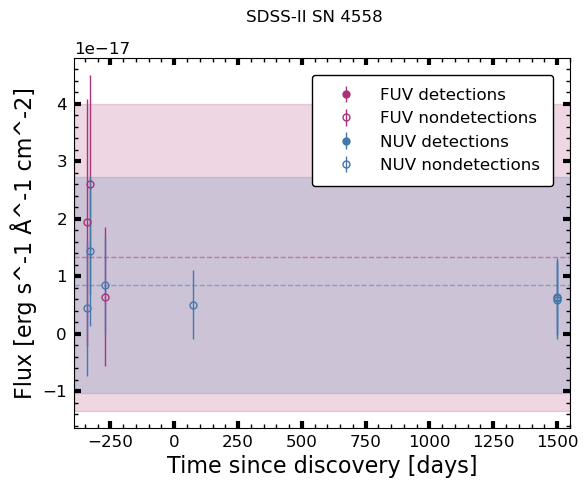 SDSS-II SN 4558
1e−17
FUV detections
FUV nondetections
NUV detections
NUV nondetections
4
3
2
1
0
−1
Flux [erg s^-1 Å^-1 cm^-2]
−250 0 250 500 750 1000 1250 1500
Time since discovery [days]